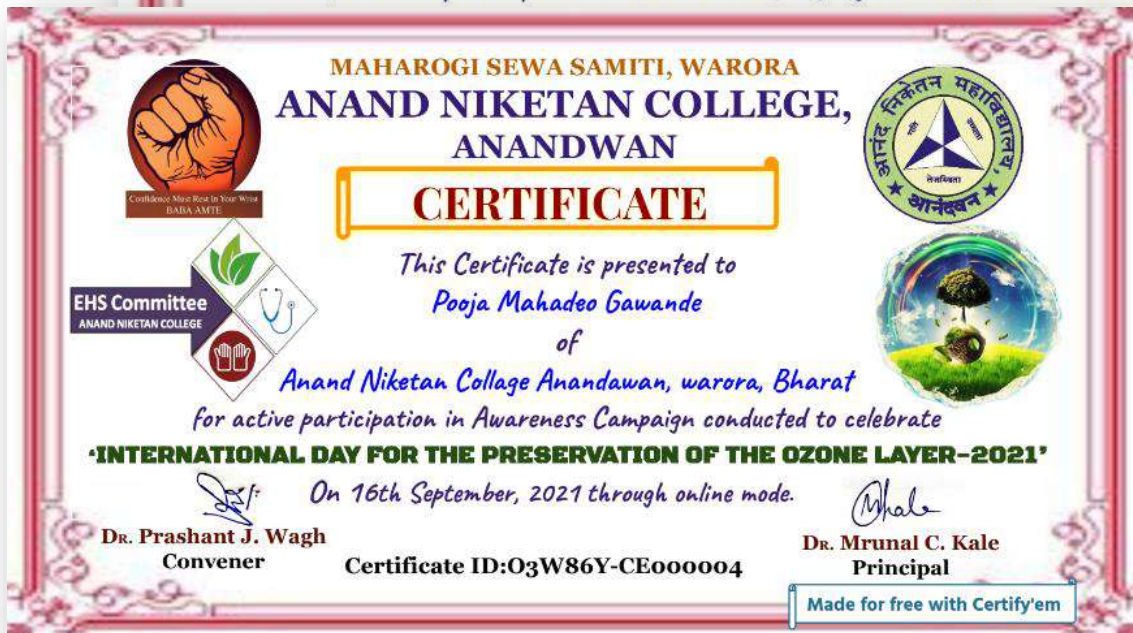 MAHAROGI SEWA SAMITI, WARORA
ANAND NIKETAN COLLEGE,
ANANDWAN
CERTIFICATE
Confidence Must Rest in Your Wrist
BABA AMTE
आनंद निकेतन महाविद्यालय,
आनंदवन
This Certificate is presented to
Pooja Mahadeo Gawande
EHS Committee
ANAND NIKETAN COLLEGE
of
Anand Niketan Collage Anandawan, warora, Bharat
for active participation in Awareness Campaign conducted to celebrate
‘INTERNATIONAL DAY FOR THE PRESERVATION OF THE OZONE LAYER-2021’
On 16th September, 2021 through online mode.
DR. Prashant J. Wagh
Convener
Certificate ID:O3W86Y-CE000004
DR. Mrunal C. Kale
Principal
Made for free with Certify'em